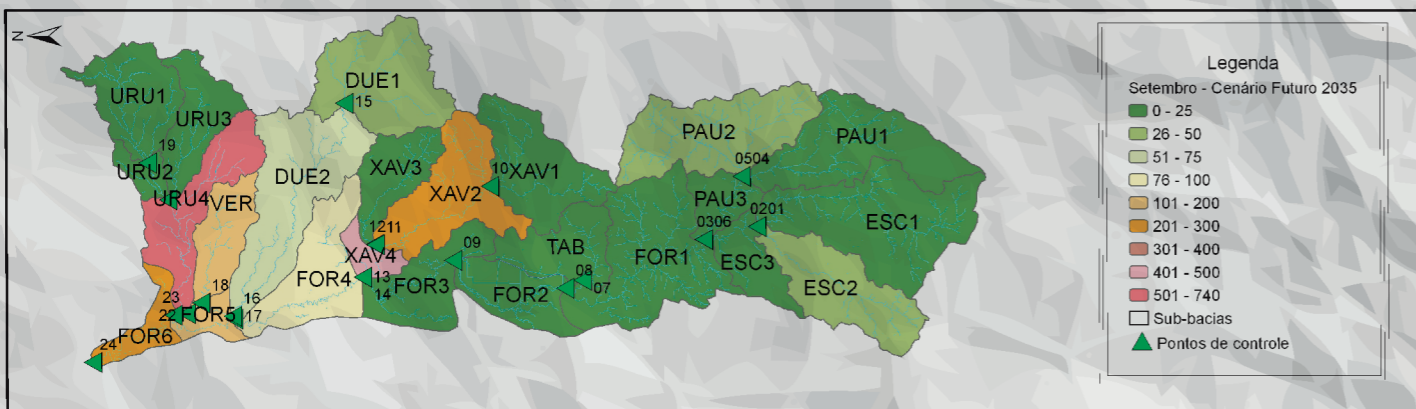 N
URU1
URU3
19
URU2
URU4
VER
DUE1
15
DUE2
XAV3
XAV2
10
XAV1
1211
XAV4
13
14
FOR4
FOR3
09
18
16
17
23
22
FOR5
FOR6
24
TAB
08
07
FOR2
FOR1
PAU2
PAU1
0504
PAU3
0306
0201
ESC3
ESC1
ESC2
Legenda
Setembro - Cenário Futuro 2035
0 - 25
26 - 50
51 - 75
76 - 100
101 - 200
201 - 300
301 - 400
401 - 500
501 - 740
Sub-bacias
Pontos de controle